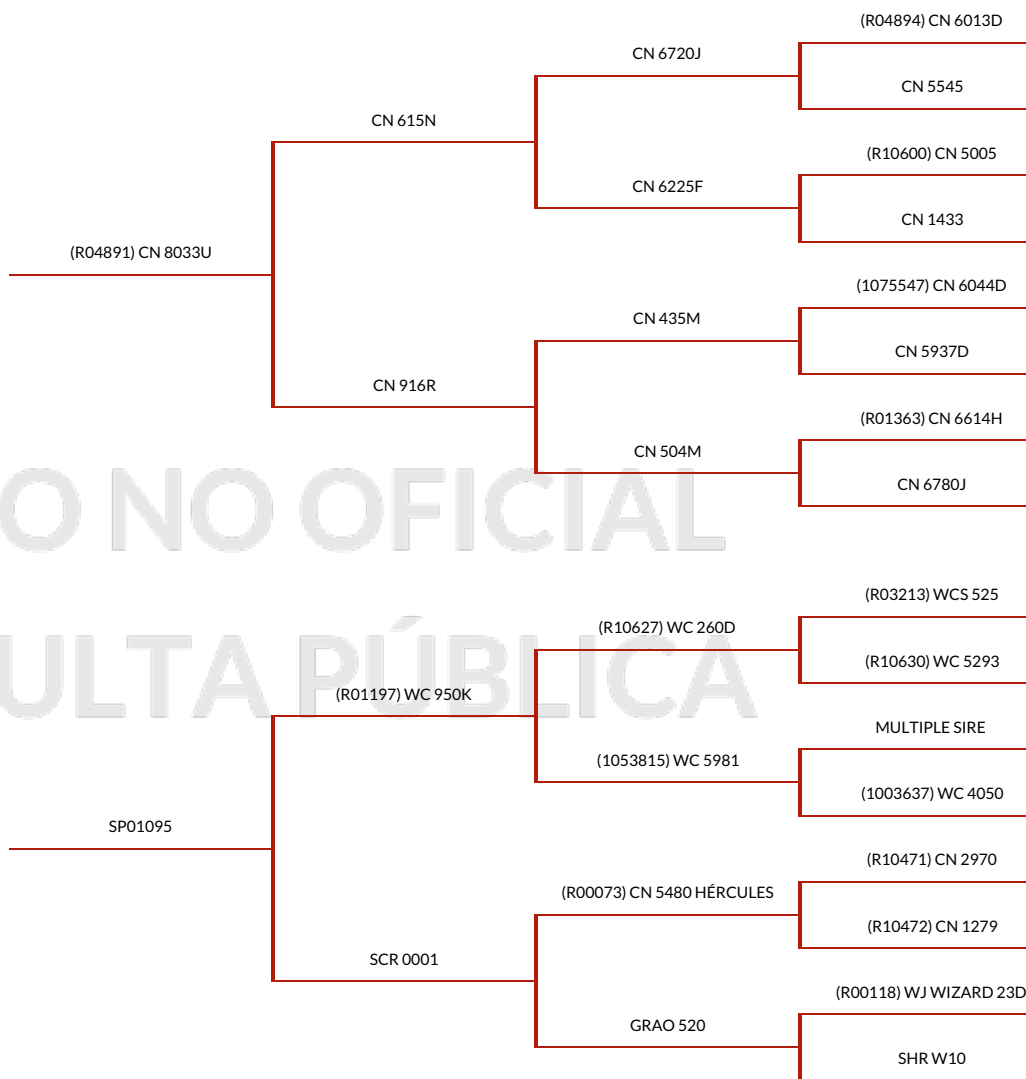 (R04894) CN 6013D
CN 6720J
CN 5545
CN 615N
(R10600) CN 5005
CN 6225F
CN 1433
(R04891) CN 8033U
(1075547) CN 6044D
CN 435M
CN 5937D
CN 916R
(R01363) CN 6614H
CN 504M
CN 6780J
O NO OFICIAL
(R03213) WCS 525
(R10627) WC 260D
(R10630) WC 5293
ULTA PÚBLICA
(R01197) WC 950K
MULTIPLE SIRE
(1053815) WC 5981
(1003637) WC 4050
SP01095
(R10471) CN 2970
(R00073) CN 5480 HÉRCULES
(R10472) CN 1279
SCR 0001
(R00118) WJ WIZARD 23D
GRAO 520
SHR W10